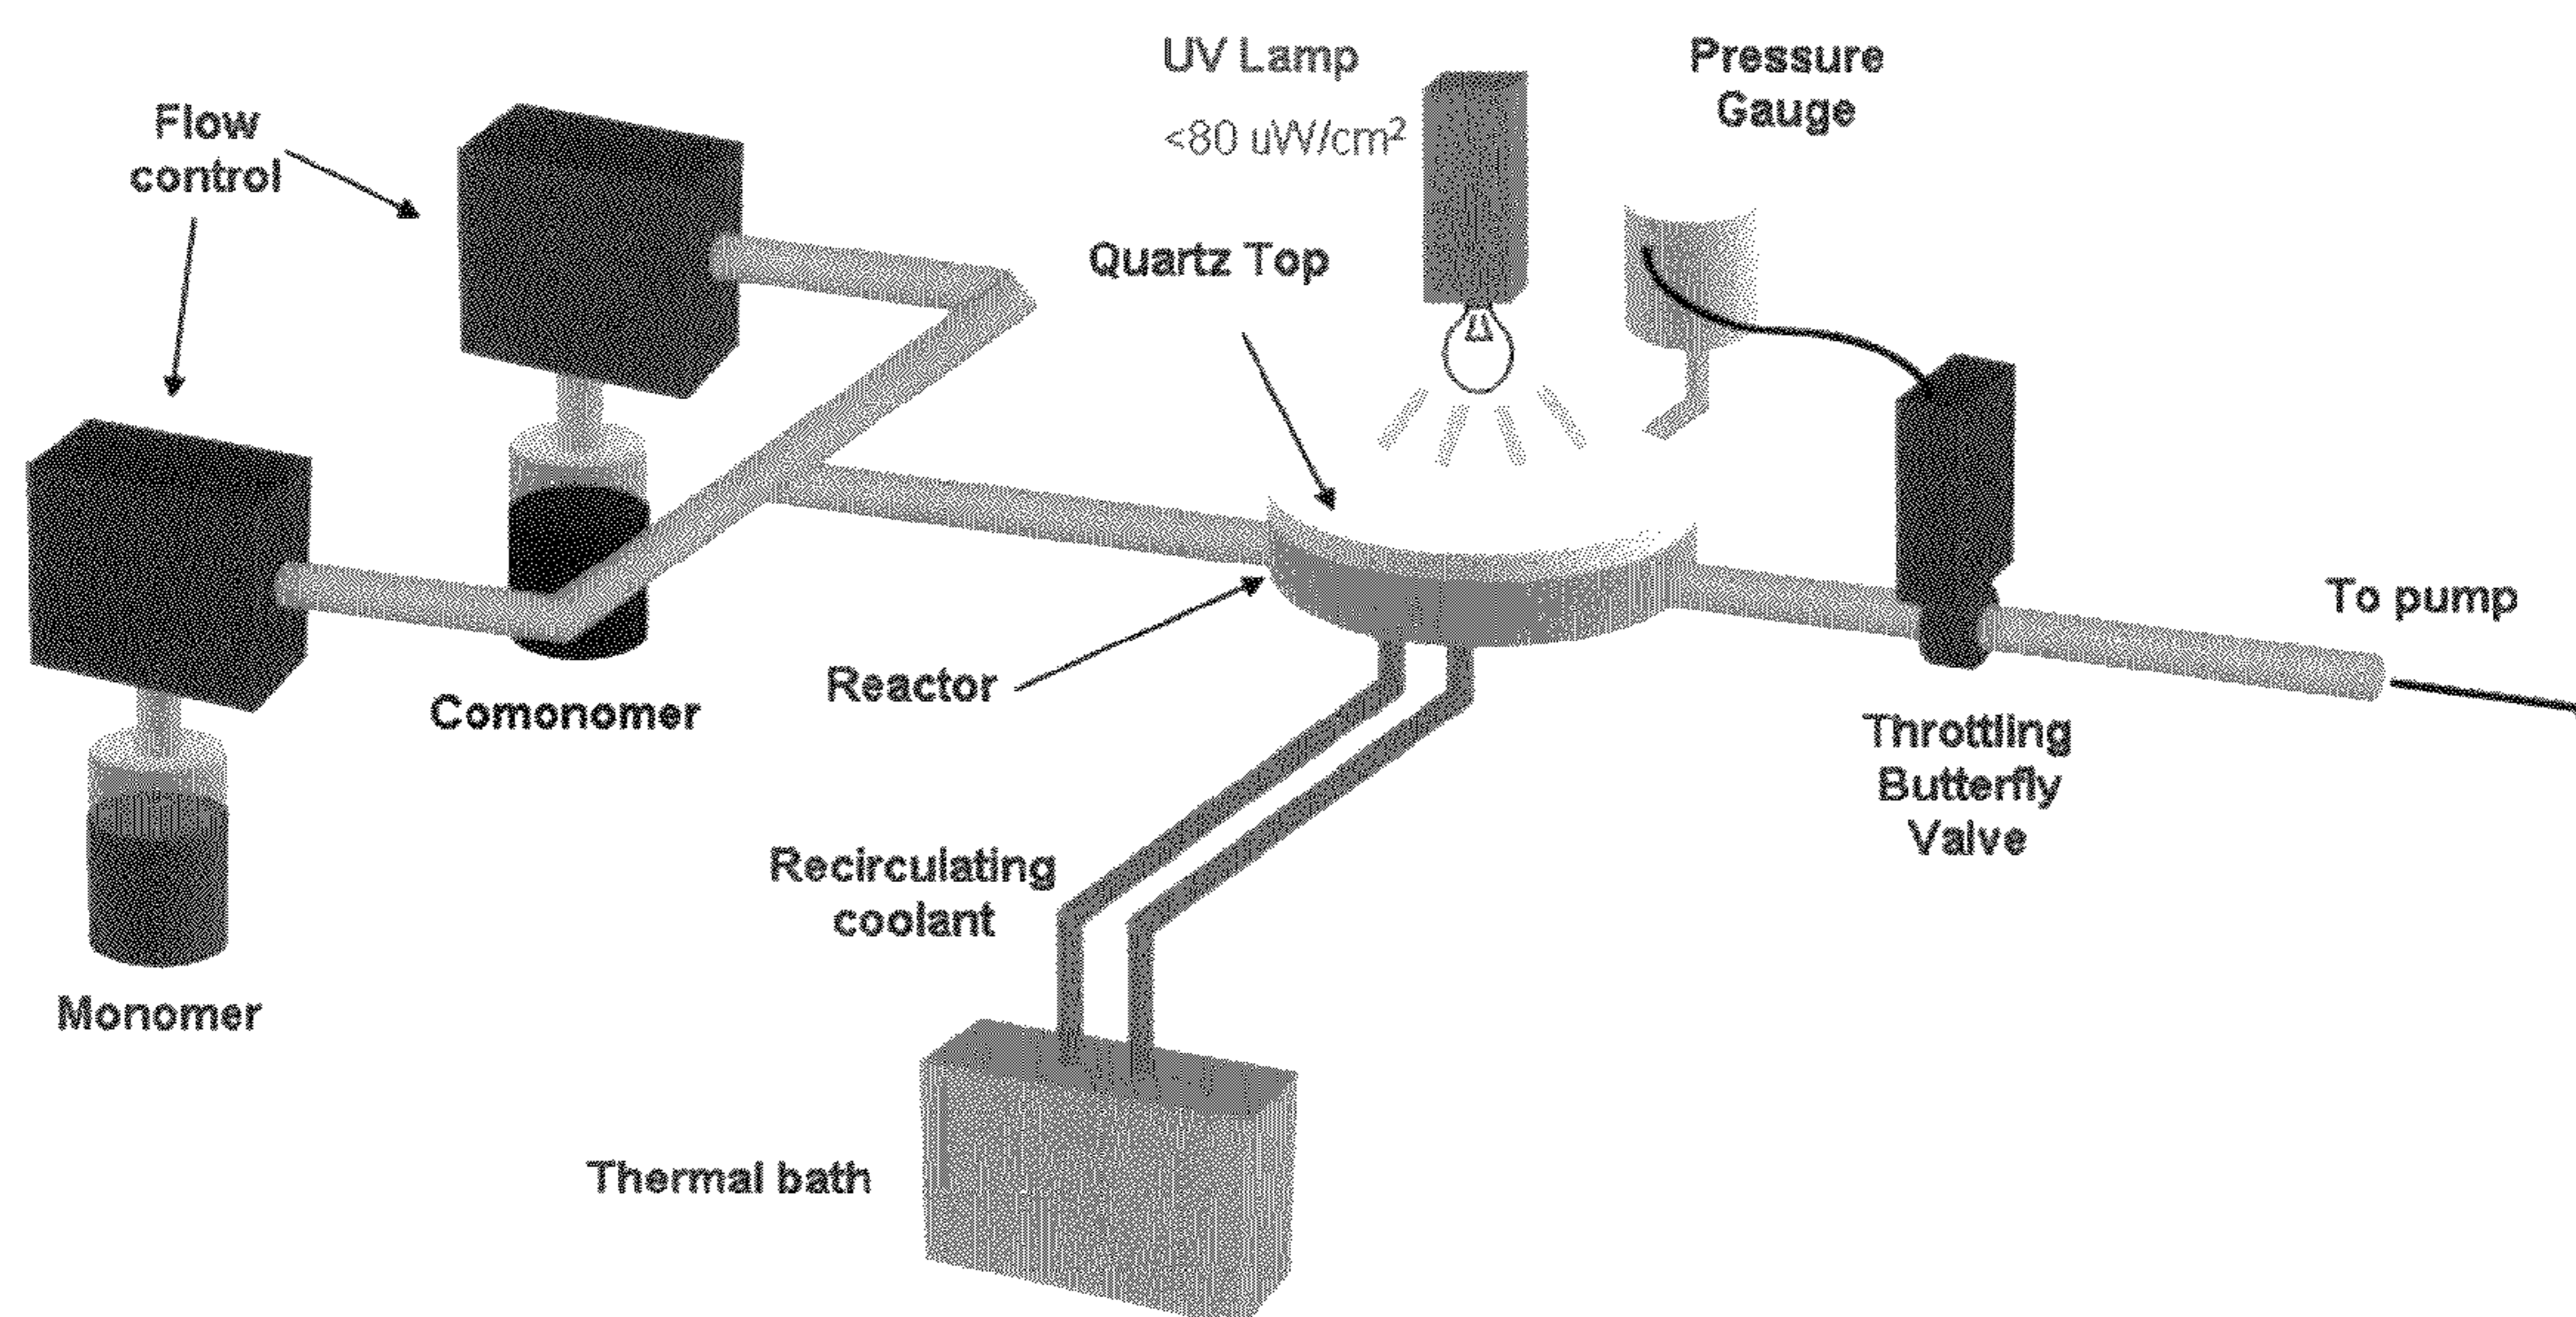 UV Lamp
<80 uW/cm²
Pressure
Gauge
Flow
control
Quartz Top
To pump
Reactor
Comonomer
Throttling
Butterfly
Valve
Recirculating
coolant
Monomer
Thermal bath